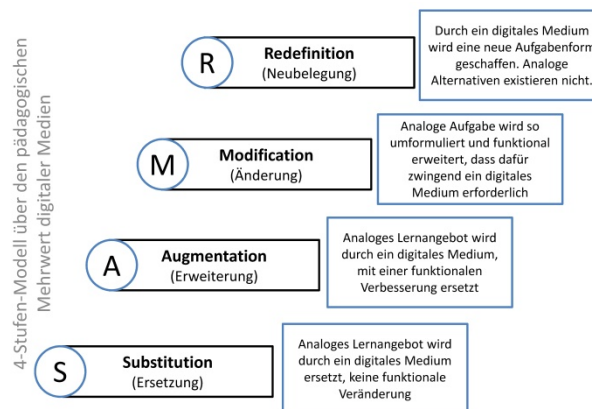 4-Stufen-Modell über den pädagogischen
Mehrwert digitaler Medien
R
Redefinition
(Neubelegung)
Durch ein digitales Medium
wird eine neue Aufgabenform
geschaffen. Analoge
Alternativen existieren nicht.
M
Modification
(Änderung)
Analoge Aufgabe wird so
umformuliert und funktional
erweitert, dass dafür
zwingend ein digitales
Medium erforderlich
A
Augmentation
(Erweiterung)
Analoges Lernangebot wird
durch ein digitales Medium,
mit einer funktionalen
Verbesserung ersetzt
S
Substitution
(Ersetzung)
Analoges Lernangebot wird
durch ein digitales Medium
ersetzt, keine funktionale
Veränderung